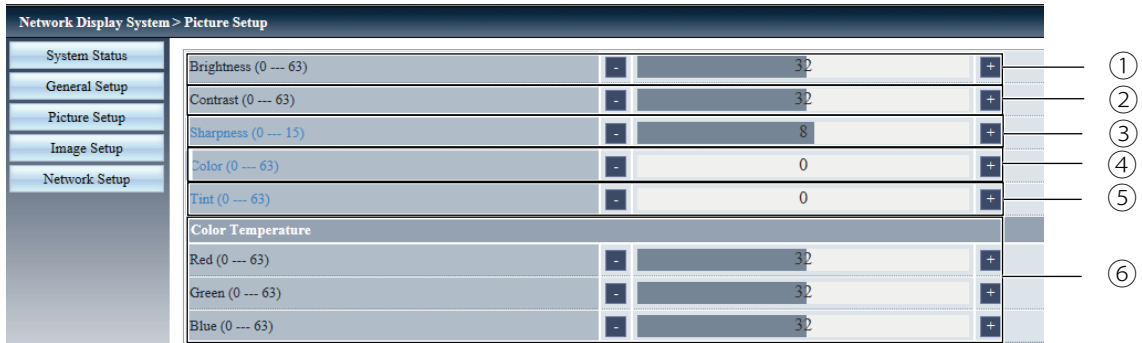 Network Display System > Picture Setup
System Status
General Setup
Picture Setup
Image Setup
Network Setup
Brightness (0 --- 63) - 32 + ①
Contrast (0 --- 63) - 32 + ②
Sharpness (0 --- 15) - 8 + ③
Color (0 --- 63) - 0 + ④
Tint (0 --- 63) - 0 + ⑤
Color Temperature
Red (0 --- 63) - 32 +
Green (0 --- 63) - 32 +
Blue (0 --- 63) - 32 +
⑥